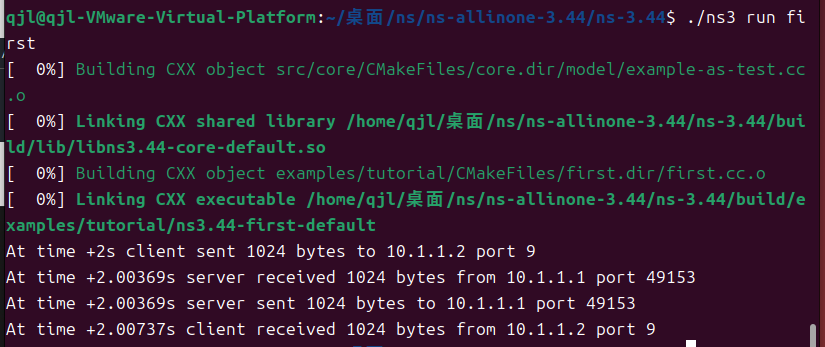 qjl@qjl-VMware-Virtual-Platform:~/桌面/ns/ns-allinone-3.44/ns-3.44$ ./ns3 run fi
rst
[  0%] Building CXX object src/core/CMakeFiles/core.dir/model/example-as-test.cc
.o
[  0%] Linking CXX shared library /home/qjl/桌面/ns/ns-allinone-3.44/ns-3.44/bui
ld/lib/libns3.44-core-default.so
[  0%] Building CXX object examples/tutorial/CMakeFiles/first.dir/first.cc.o
[  0%] Linking CXX executable /home/qjl/桌面/ns/ns-allinone-3.44/ns-3.44/build/e
xamples/tutorial/ns3.44-first-default
At time +2s client sent 1024 bytes to 10.1.1.2 port 9
At time +2.00369s server received 1024 bytes from 10.1.1.1 port 49153
At time +2.00369s server sent 1024 bytes to 10.1.1.1 port 49153
At time +2.00737s client received 1024 bytes from 10.1.1.2 port 9